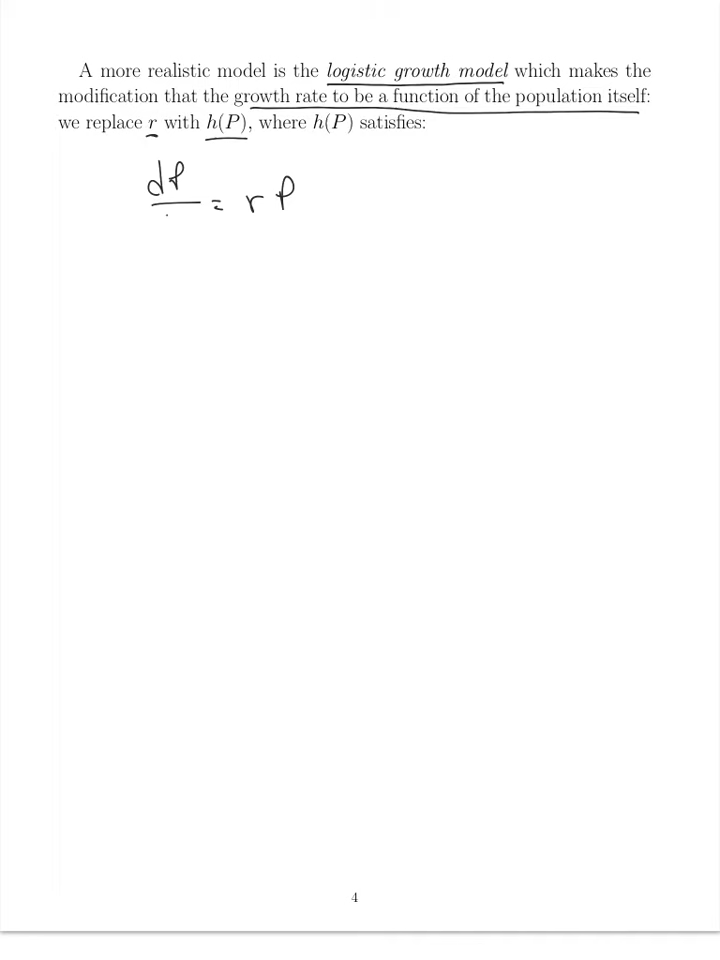 A more realistic model is the logistic growth model which makes the
modification that the growth rate to be a function of the population itself:
we replace r with h(P), where h(P) satisfies:
dP
— = r P
4